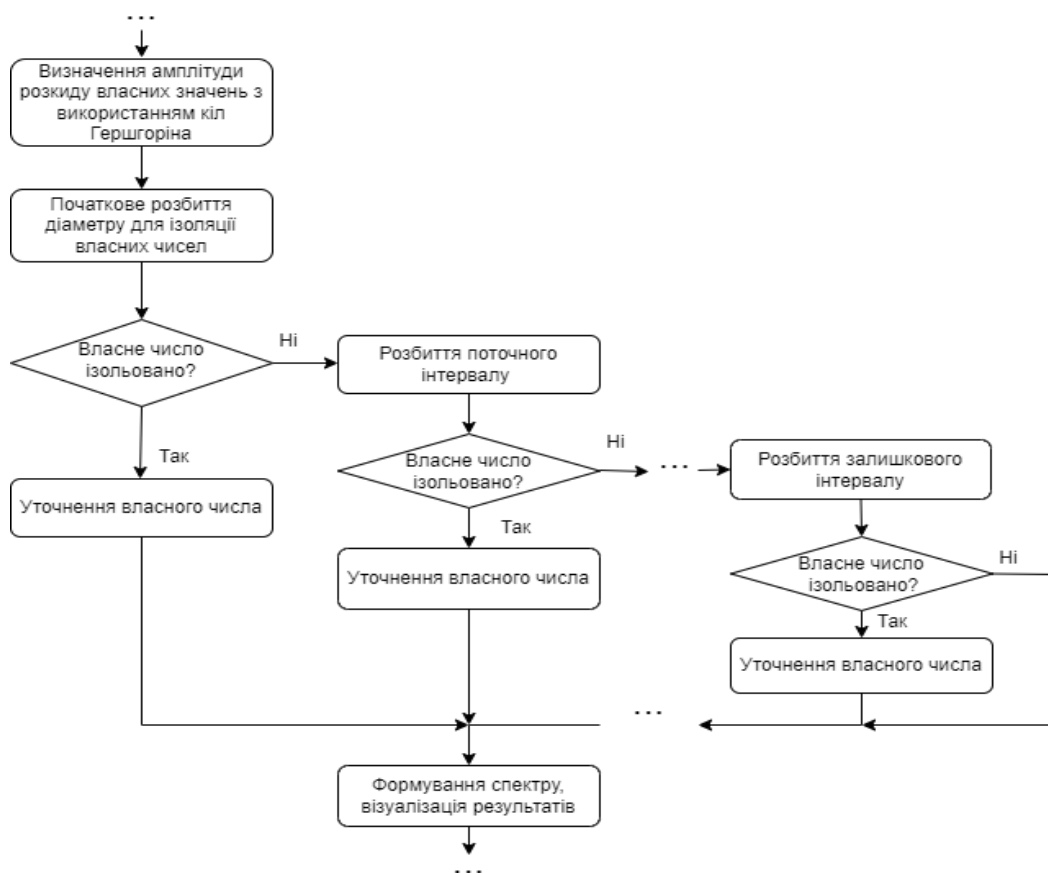 ...
Визначення амплітуди
розкиду власних значень з
використанням кіл
Гершгоріна
Початкове розбиття
діаметру для ізоляції
власних чисел
Власне число
ізольовано?
Ні
Розбиття поточного
інтервалу
Так
Уточнення власного числа
Власне число
ізольовано?
Ні
...
Розбиття залишкового
інтервалу
Так
Уточнення власного числа
Власне число
ізольовано?
Ні
Так
Уточнення власного числа
...
Формування спектру,
візуалізація результатів
...